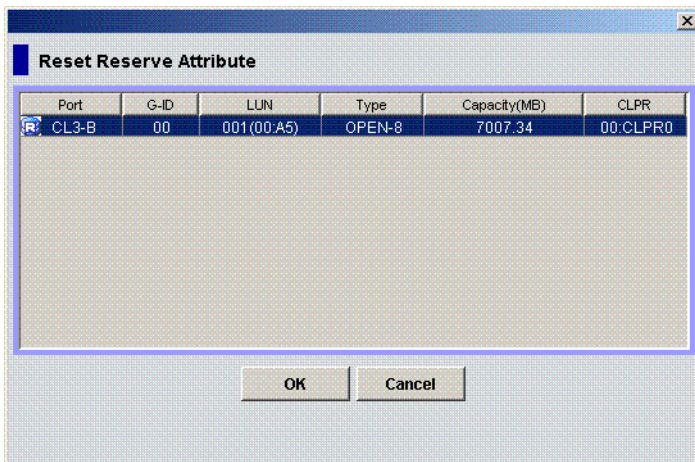 Reset Reserve Attribute
Port G-ID LUN Type Capacity(MB) CLPR
R CL3-B 00 001(00:A5) OPEN-8 7007.34 00:CLPR0
OK Cancel